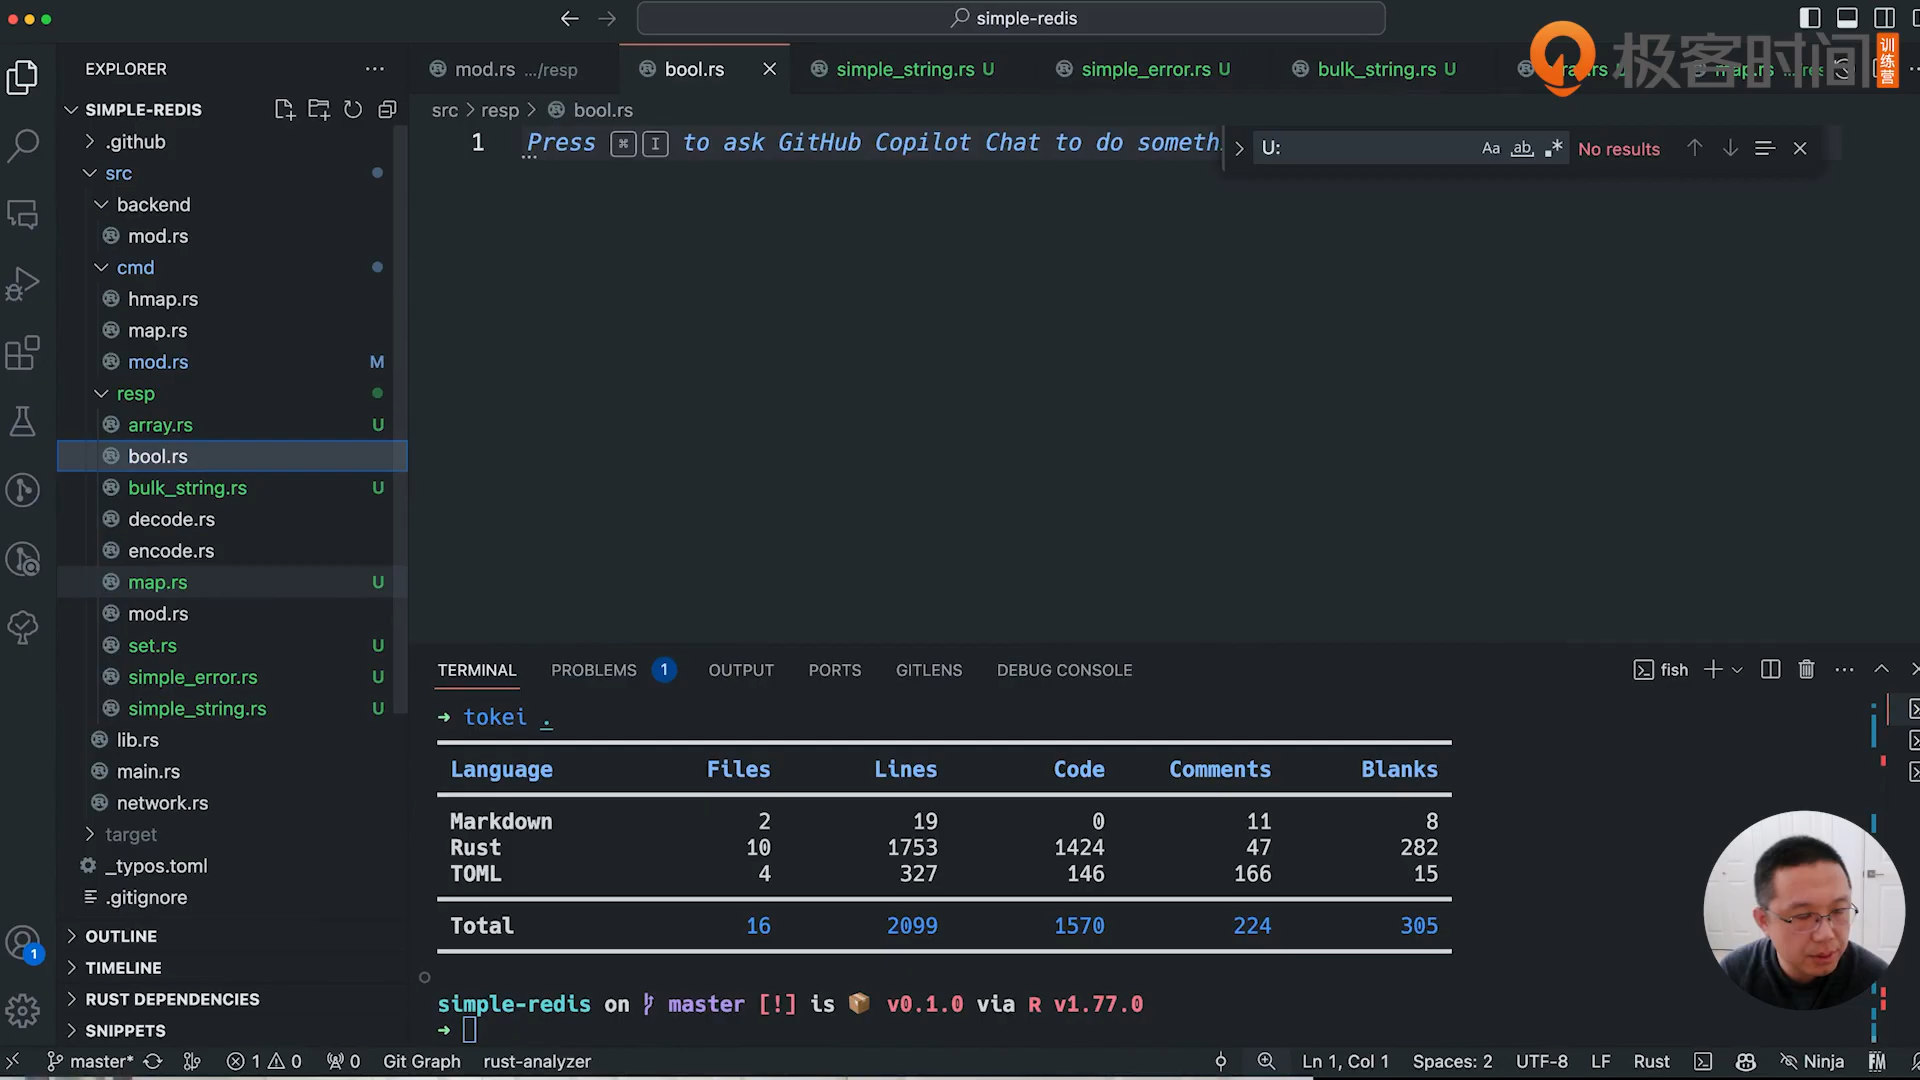 simple-redis
EXPLORER
SIMPLE-REDIS
.github
src
backend
mod.rs
cmd
hmap.rs
map.rs
mod.rs M
resp
array.rs U
bool.rs
bulk_string.rs U
decode.rs
encode.rs
map.rs U
mod.rs
set.rs U
simple_error.rs U
simple_string.rs U
lib.rs
main.rs
network.rs
target
_typos.toml
.gitignore
OUTLINE
TIMELINE
RUST DEPENDENCIES
SNIPPETS
1
mod.rs .../resp
bool.rs
simple_string.rs U
simple_error.rs U
bulk_string.rs U
map.rs
极客时间
训练营
src > resp > bool.rs
1 Press ⌘ I to ask GitHub Copilot Chat to do someth
U: Aa ab .* No results
TERMINAL PROBLEMS 1 OUTPUT PORTS GITLENS DEBUG CONSOLE
fish
➜ tokei .
Language Files Lines Code Comments Blanks
Markdown 2 19 0 11 8
Rust 10 1753 1424 47 282
TOML 4 327 146 166 15
Total 16 2099 1570 224 305
simple-redis on master [!] is 📦 v0.1.0 via R v1.77.0
➜
master* 1 0 0 Git Graph rust-analyzer
Ln 1, Col 1 Spaces: 2 UTF-8 LF Rust Ninja